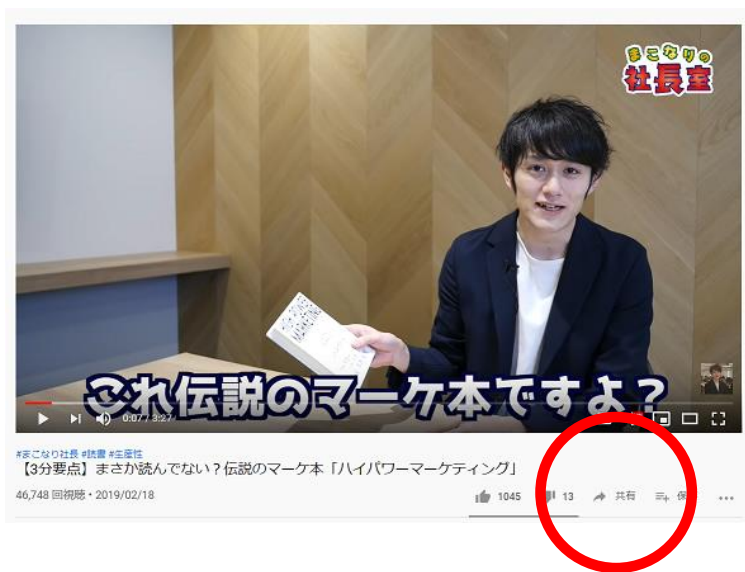 まこなりの
社長室
これ伝説のマーケ本ですよ？
0:07 / 3:27
#まこなり社長 #読書 #生産性
【3分要点】まさか読んでない？伝説のマーケ本「ハイパワーマーケティング」
46,748 回視聴・2019/02/18
1045 13 共有